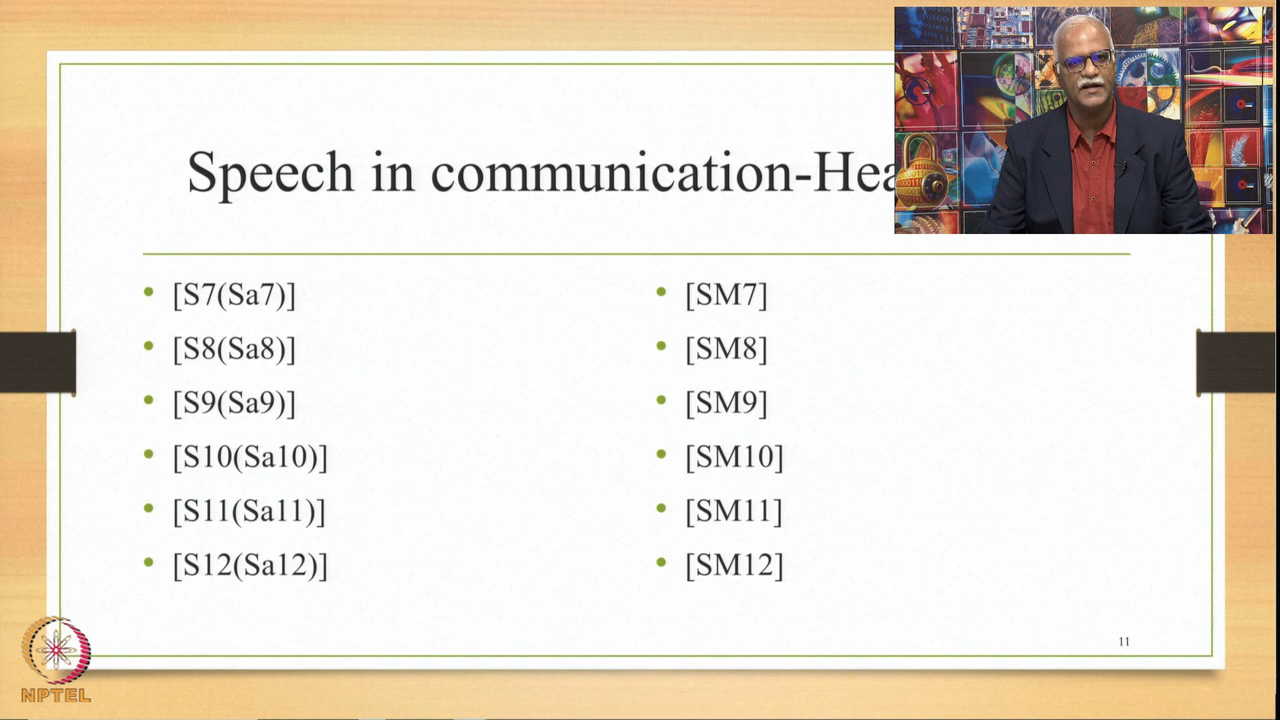 Speech in communication-Hea
[S7(Sa7)]
[S8(Sa8)]
[S9(Sa9)]
[S10(Sa10)]
[S11(Sa11)]
[S12(Sa12)]
[SM7]
[SM8]
[SM9]
[SM10]
[SM11]
[SM12]
11
NPTEL